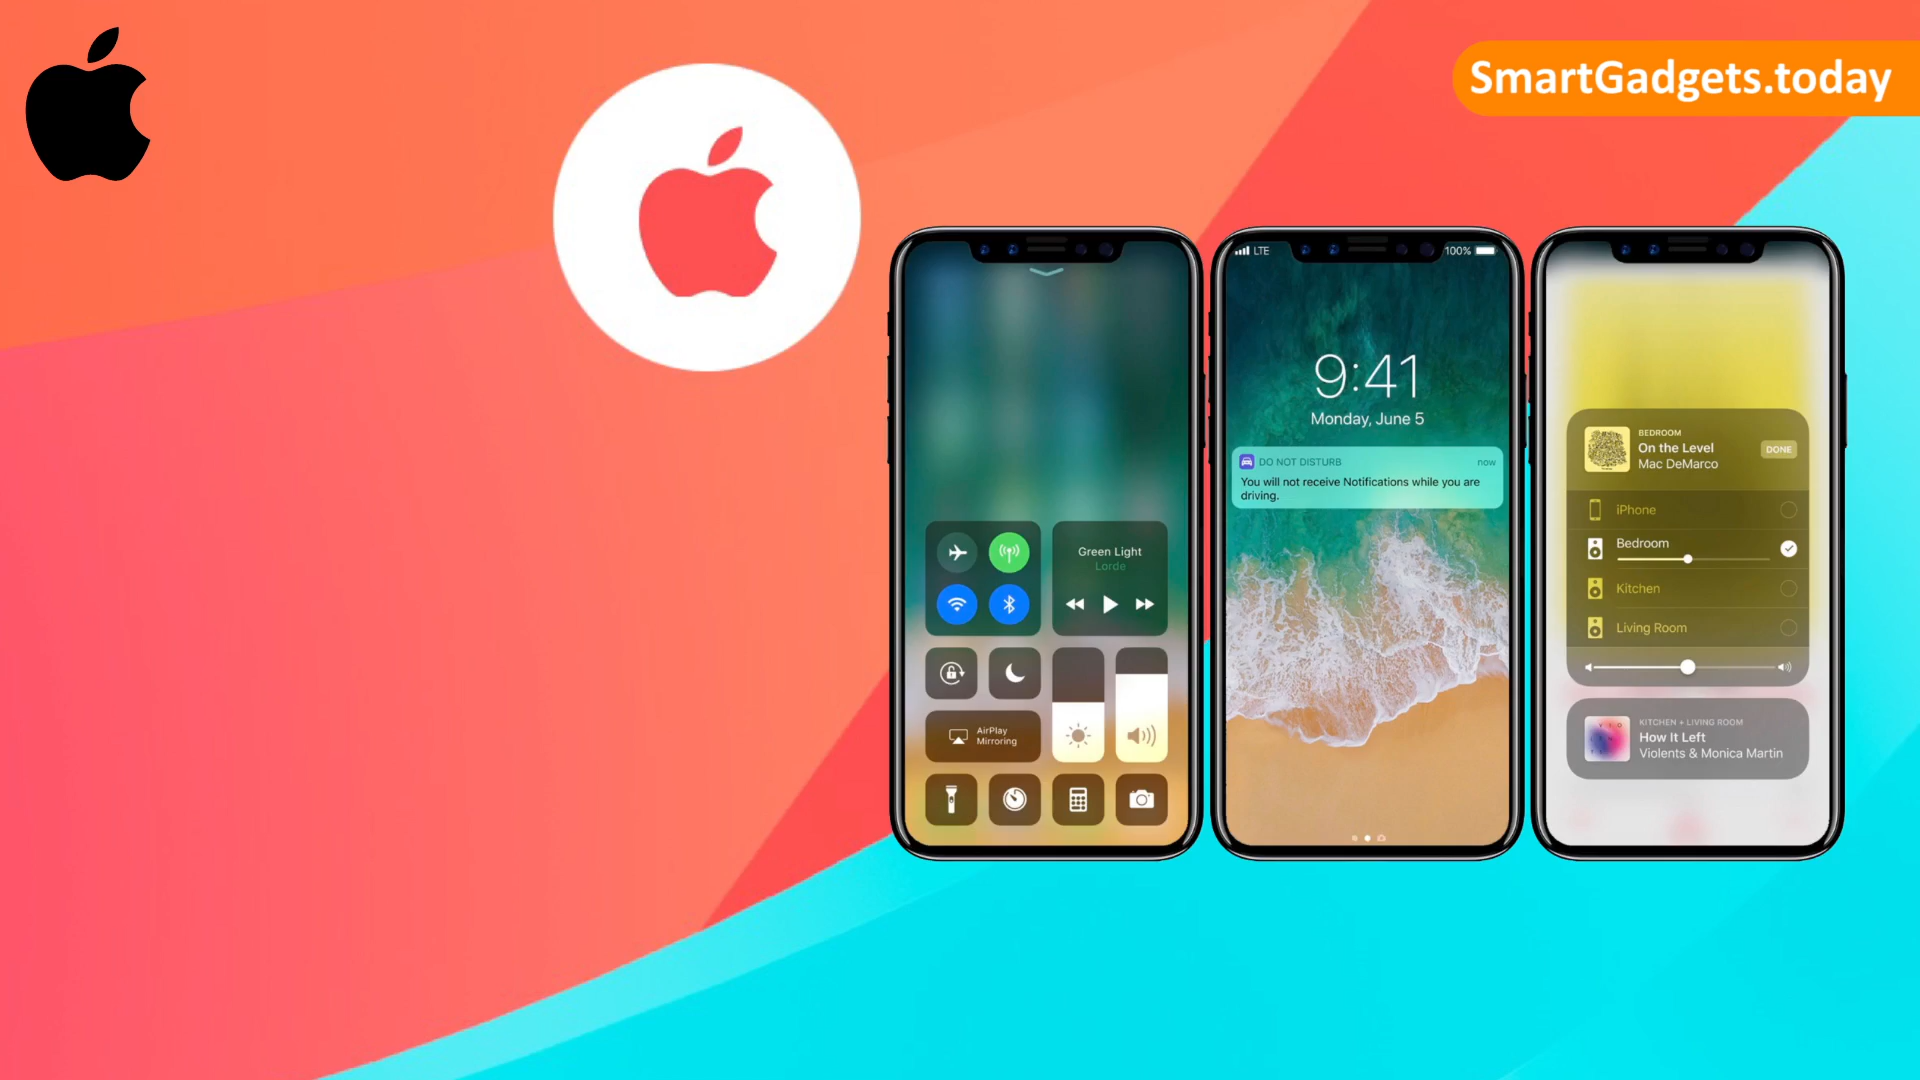 SmartGadgets.today
Green Light
Lorde
AirPlay
Mirroring
LTE
100%
9:41
Monday, June 5
DO NOT DISTURB
now
You will not receive Notifications while you are
driving.
BEDROOM
On the Level
DONE
Mac DeMarco
iPhone
Bedroom
Kitchen
Living Room
KITCHEN + LIVING ROOM
How It Left
Violents & Monica Martin